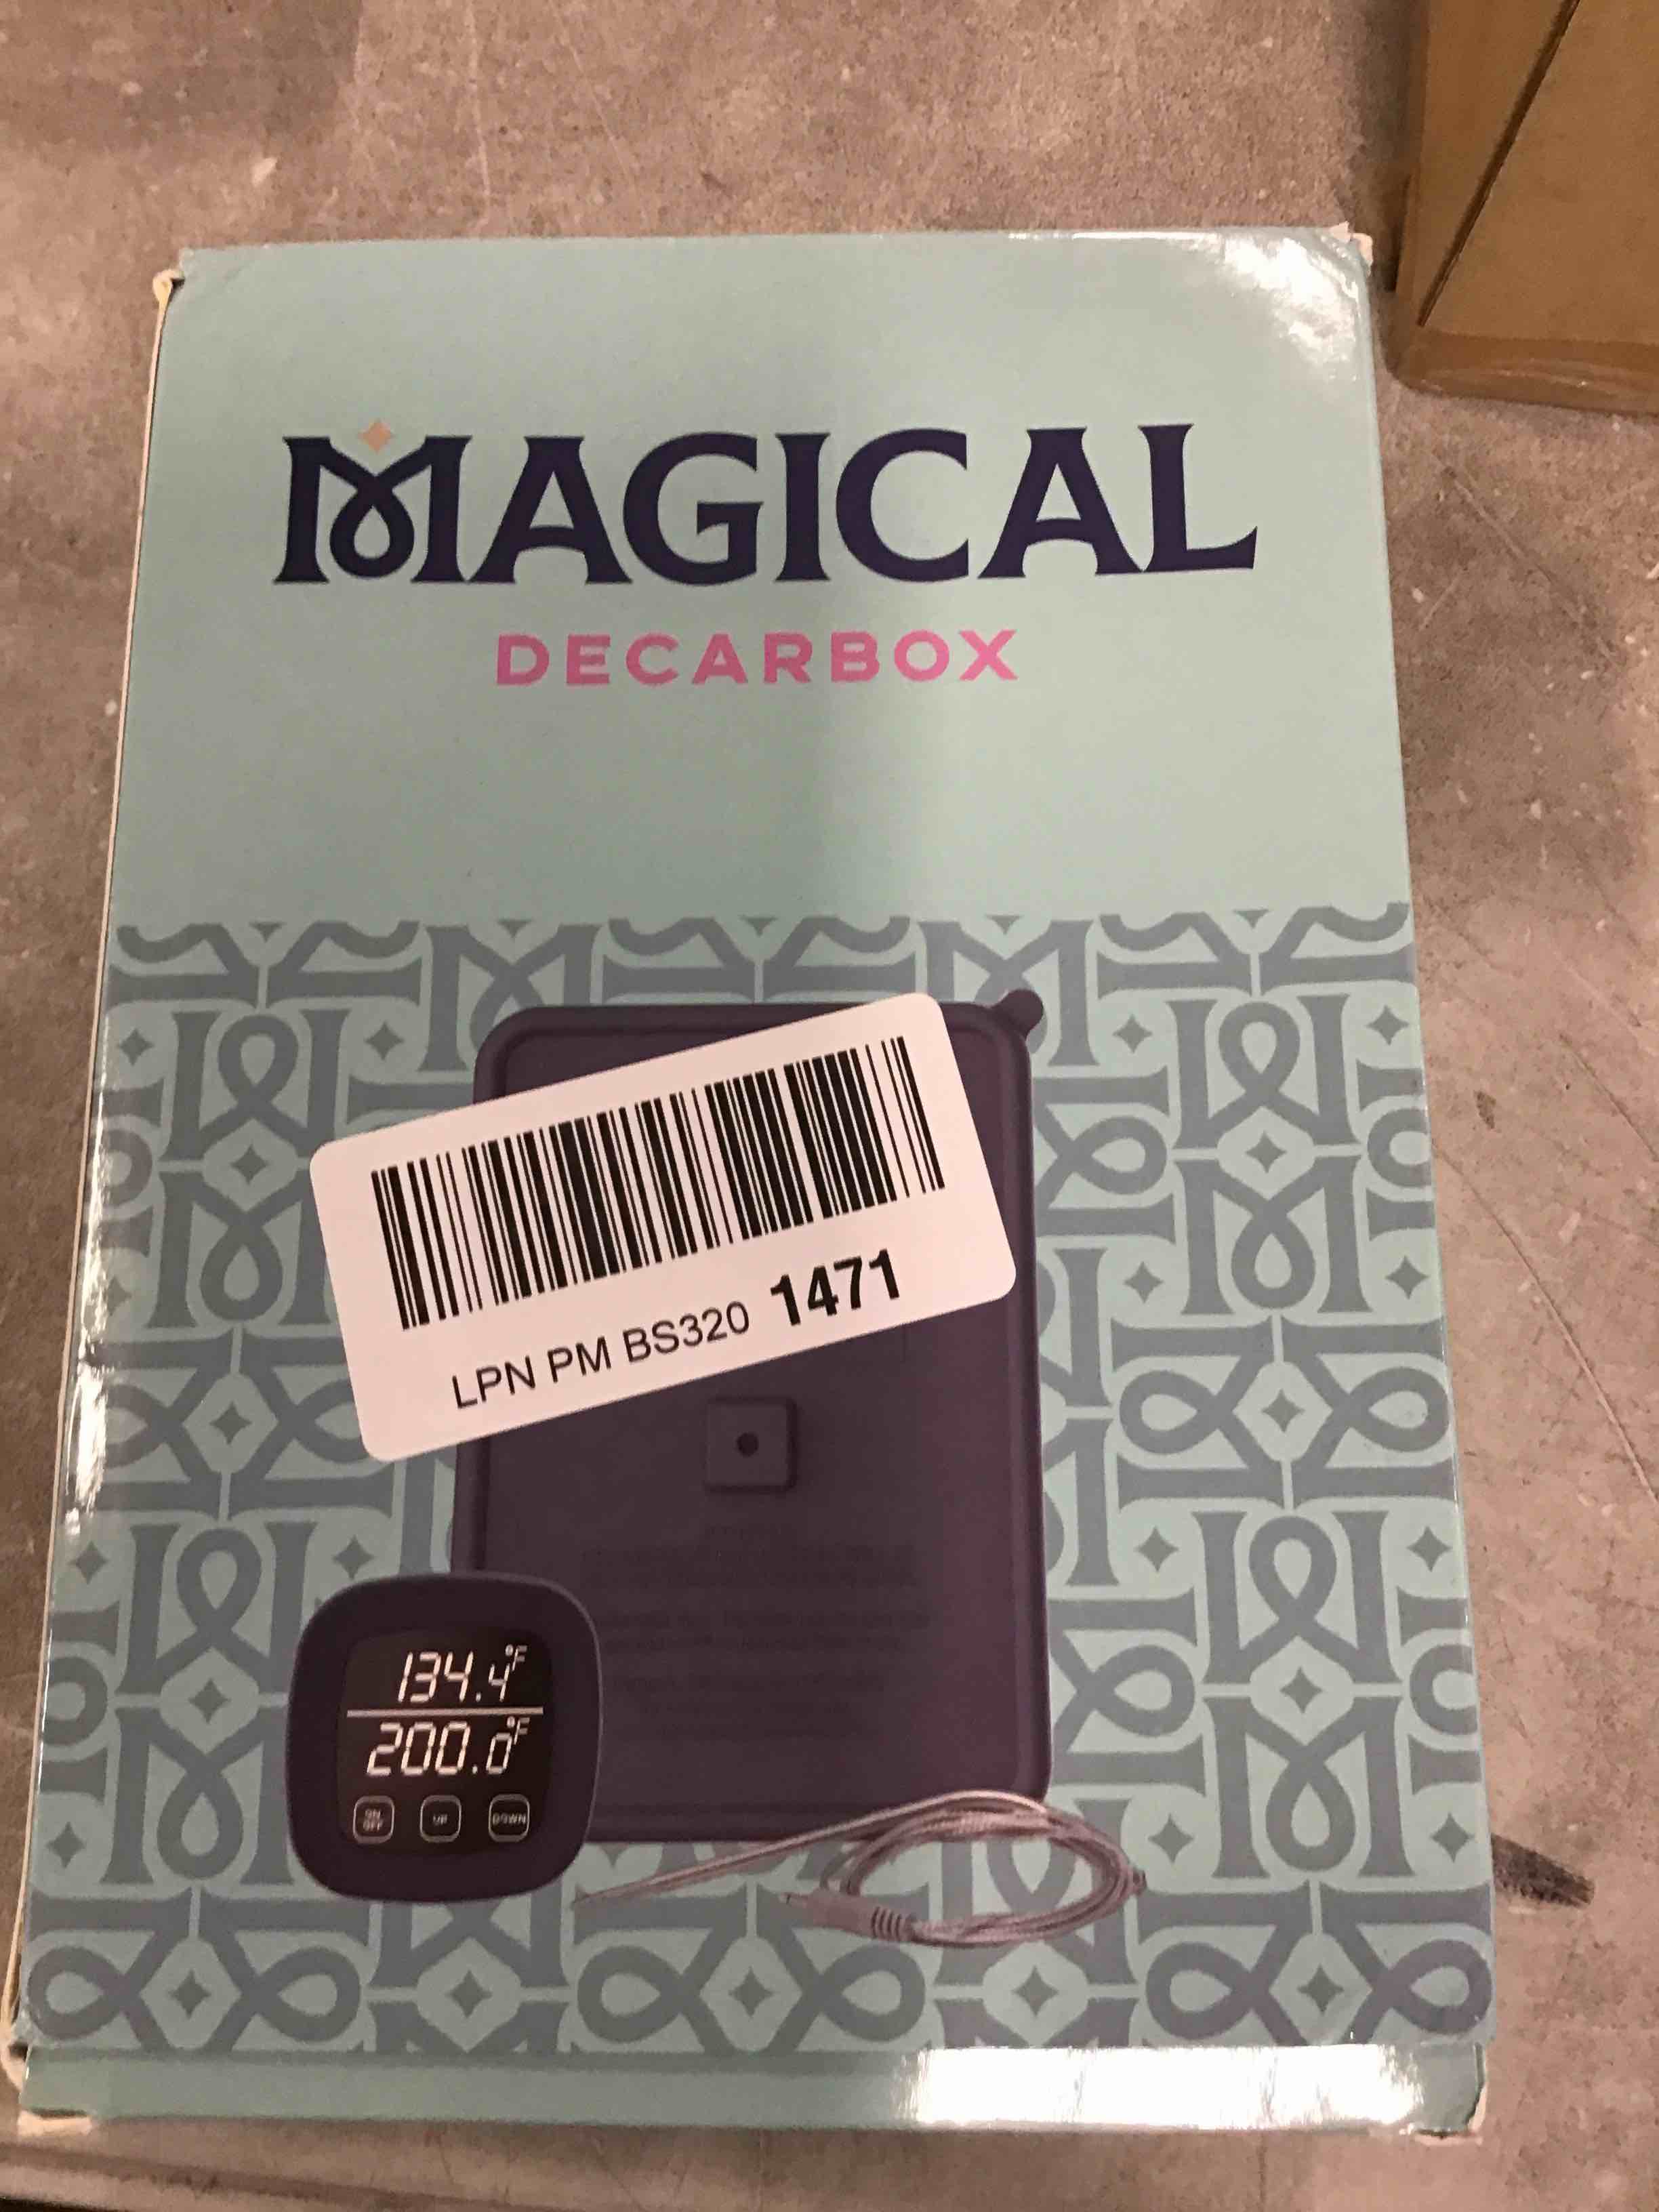 MAGICAL
DECARBOX
LPN PM BS320 1471
134.4°F
200.0°F
ON
OFF
UP
DOWN